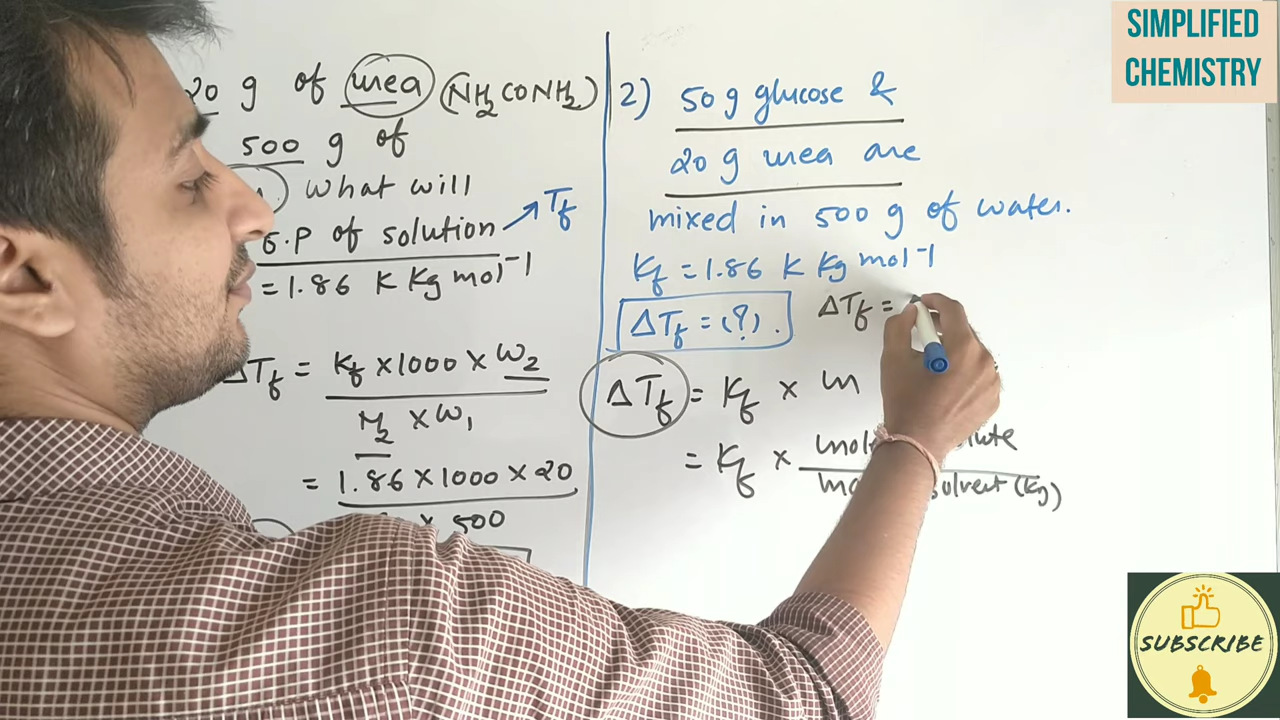 SIMPLIFIED
CHEMISTRY
20 g of urea (NH₂CONH₂)
500 g of
What will
F.P of solution → Tf
= 1.86 K Kg mol⁻¹
ΔTf = Kf × 1000 × W₂
M₂ × W₁
= 1.86 × 1000 × 20
× 500
2) 50 g glucose &
20 g urea are
mixed in 500 g of water.
Kf = 1.86 K Kg mol⁻¹
ΔTf = (?).
ΔTf =
ΔTf = Kf × m
= Kf ×
solvent (Kg)
SUBSCRIBE